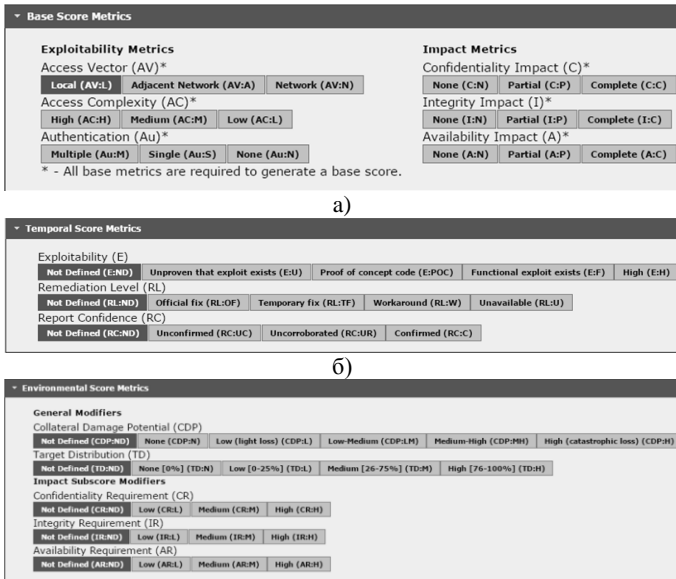 Base Score Metrics
Exploitability Metrics
Access Vector (AV)*
Local (AV:L) Adjacent Network (AV:A) Network (AV:N)
Access Complexity (AC)*
High (AC:H) Medium (AC:M) Low (AC:L)
Authentication (Au)*
Multiple (Au:M) Single (Au:S) None (Au:N)
* - All base metrics are required to generate a base score.
Impact Metrics
Confidentiality Impact (C)*
None (C:N) Partial (C:P) Complete (C:C)
Integrity Impact (I)*
None (I:N) Partial (I:P) Complete (I:C)
Availability Impact (A)*
None (A:N) Partial (A:P) Complete (A:C)
а)
Temporal Score Metrics
Exploitability (E)
Not Defined (E:ND) Unproven that exploit exists (E:U) Proof of concept code (E:POC) Functional exploit exists (E:F) High (E:H)
Remediation Level (RL)
Not Defined (RL:ND) Official fix (RL:OF) Temporary fix (RL:TF) Workaround (RL:W) Unavailable (RL:U)
Report Confidence (RC)
Not Defined (RC:ND) Unconfirmed (RC:UC) Uncorroborated (RC:UR) Confirmed (RC:C)
б)
Environmental Score Metrics
General Modifiers
Collateral Damage Potential (CDP)
Not Defined (CDP:ND) None (CDP:N) Low (light loss) (CDP:L) Low-Medium (CDP:LM) Medium-High (CDP:MH) High (catastrophic loss) (CDP:H)
Target Distribution (TD)
Not Defined (TD:ND) None [0%] (TD:N) Low [0-25%] (TD:L) Medium [26-75%] (TD:M) High [76-100%] (TD:H)
Impact Subscore Modifiers
Confidentiality Requirement (CR)
Not Defined (CR:ND) Low (CR:L) Medium (CR:M) High (CR:H)
Integrity Requirement (IR)
Not Defined (IR:ND) Low (IR:L) Medium (IR:M) High (IR:H)
Availability Requirement (AR)
Not Defined (AR:ND) Low (AR:L) Medium (AR:M) High (AR:H)